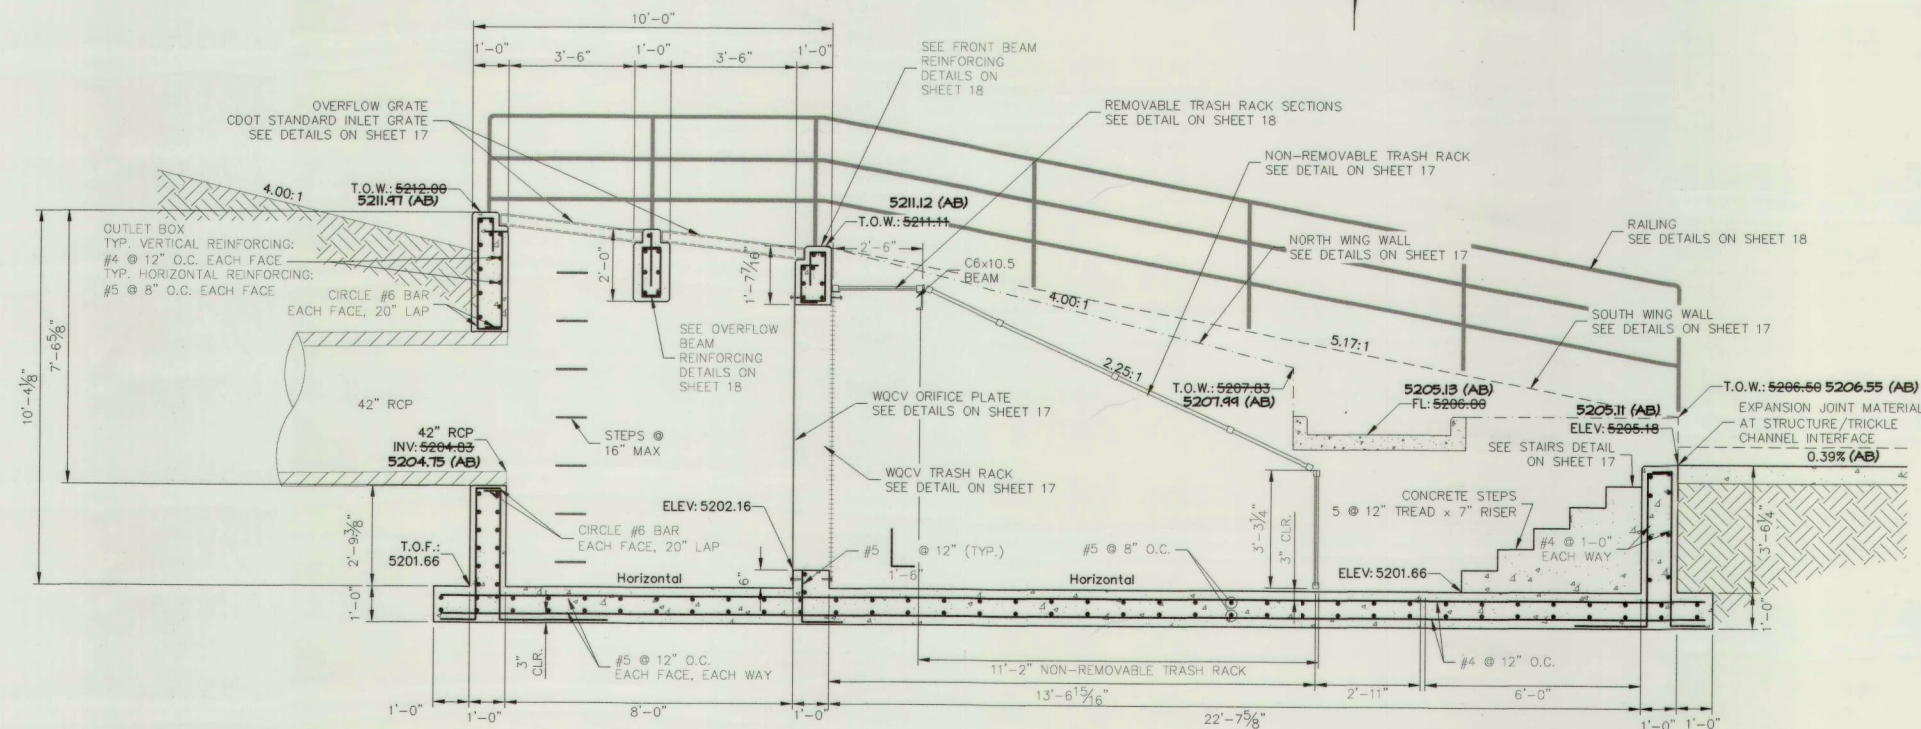 10'-0"
1'-0"
3'-6"
1'-0"
3'-6"
1'-0"
SEE FRONT BEAM
REINFORCING
DETAILS ON
SHEET 18
OVERFLOW GRATE
CDOT STANDARD INLET GRATE
SEE DETAILS ON SHEET 17
REMOVABLE TRASH RACK SECTIONS
SEE DETAIL ON SHEET 18
NON-REMOVABLE TRASH RACK
SEE DETAIL ON SHEET 17
4.00:1
T.O.W.: 5212.00
5211.97 (AB)
5211.12 (AB)
T.O.W.: 5211.11
2'-6"
C6x10.5
BEAM
NORTH WING WALL
SEE DETAILS ON SHEET 17
RAILING
SEE DETAILS ON SHEET 18
OUTLET BOX
TYP. VERTICAL REINFORCING:
#4 @ 12" O.C. EACH FACE
TYP. HORIZONTAL REINFORCING:
#5 @ 8" O.C. EACH FACE
CIRCLE #6 BAR
EACH FACE, 20" LAP
2'-0"
1'-7 7/16"
4.00:1
SEE OVERFLOW
BEAM
REINFORCING
DETAILS ON
SHEET 18
SOUTH WING WALL
SEE DETAILS ON SHEET 17
5.17:1
2.25:1
10'-4 1/8"
7'-6 5/8"
42" RCP
WQCV ORIFICE PLATE
SEE DETAILS ON SHEET 17
T.O.W.: 5207.83
5207.99 (AB)
5205.13 (AB)
FL: 5206.00
5205.11 (AB)
ELEV: 5205.18
T.O.W.: 5206.50 5206.55 (AB)
EXPANSION JOINT MATERIAL
AT STRUCTURE/TRICKLE
CHANNEL INTERFACE
0.39% (AB)
42" RCP
INV: 5204.83
5204.75 (AB)
STEPS @
16" MAX
WQCV TRASH RACK
SEE DETAIL ON SHEET 17
SEE STAIRS DETAIL
ON SHEET 17
CONCRETE STEPS
5 @ 12" TREAD x 7" RISER
ELEV: 5202.16
CIRCLE #6 BAR
EACH FACE, 20" LAP
2'-9 3/8"
T.O.F.:
5201.66
#5
@ 12" (TYP.)
1'-6"
#5 @ 8" O.C.
3'-3 1/4"
3" CLR.
#4 @ 1'-0"
EACH WAY
3'-6 1/4"
ELEV: 5201.66
6"
Horizontal
Horizontal
1'-0"
1'-0"
3"
CLR.
#5 @ 12" O.C.
EACH FACE, EACH WAY
#4 @ 12" O.C.
11'-2" NON-REMOVABLE TRASH RACK
13'-6 15/16"
2'-11"
6'-0"
1'-0"
1'-0"
8'-0"
1'-0"
22'-7 5/8"
1'-0"
1'-0"